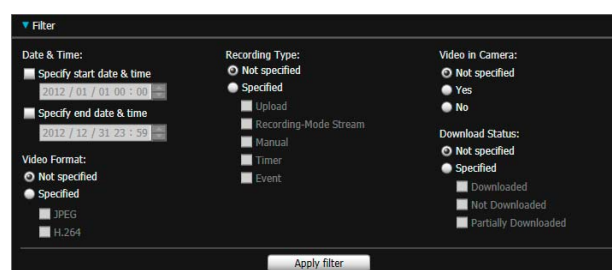 Filter
Date & Time:
Specify start date & time
2012 / 01 / 01 00 : 00
Specify end date & time
2012 / 12 / 31 23 : 59
Video Format:
Not specified
Specified
JPEG
H.264
Recording Type:
Not specified
Specified
Upload
Recording-Mode Stream
Manual
Timer
Event
Video in Camera:
Not specified
Yes
No
Download Status:
Not specified
Specified
Downloaded
Not Downloaded
Partially Downloaded
Apply filter